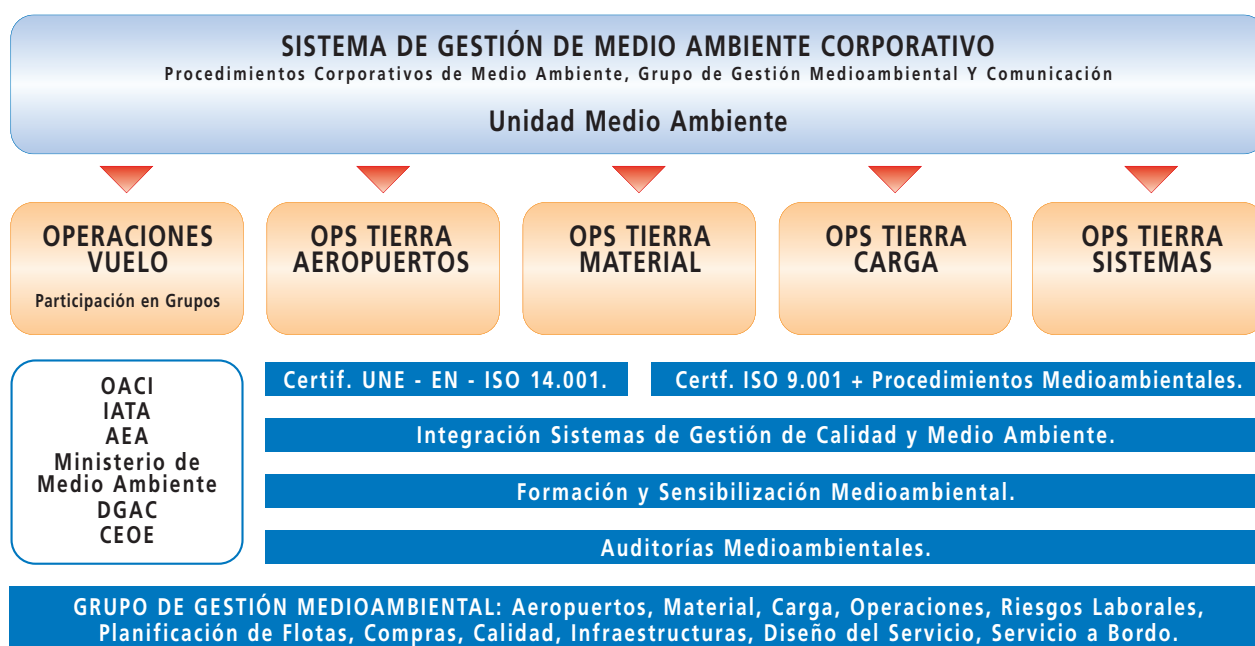 SISTEMA DE GESTIÓN DE MEDIO AMBIENTE CORPORATIVO
Procedimientos Corporativos de Medio Ambiente, Grupo de Gestión Medioambiental Y Comunicación
Unidad Medio Ambiente
OPERACIONES
VUELO
Participación en Grupos
OPS TIERRA
AEROPUERTOS
OPS TIERRA
MATERIAL
OPS TIERRA
CARGA
OPS TIERRA
SISTEMAS
OACI
IATA
AEA
Ministerio de
Medio Ambiente
DGAC
CEOE
Certif. UNE - EN - ISO 14.001.
Certf. ISO 9.001 + Procedimientos Medioambientales.
Integración Sistemas de Gestión de Calidad y Medio Ambiente.
Formación y Sensibilización Medioambiental.
Auditorías Medioambientales.
GRUPO DE GESTIÓN MEDIOAMBIENTAL: Aeropuertos, Material, Carga, Operaciones, Riesgos Laborales,
Planificación de Flotas, Compras, Calidad, Infraestructuras, Diseño del Servicio, Servicio a Bordo.